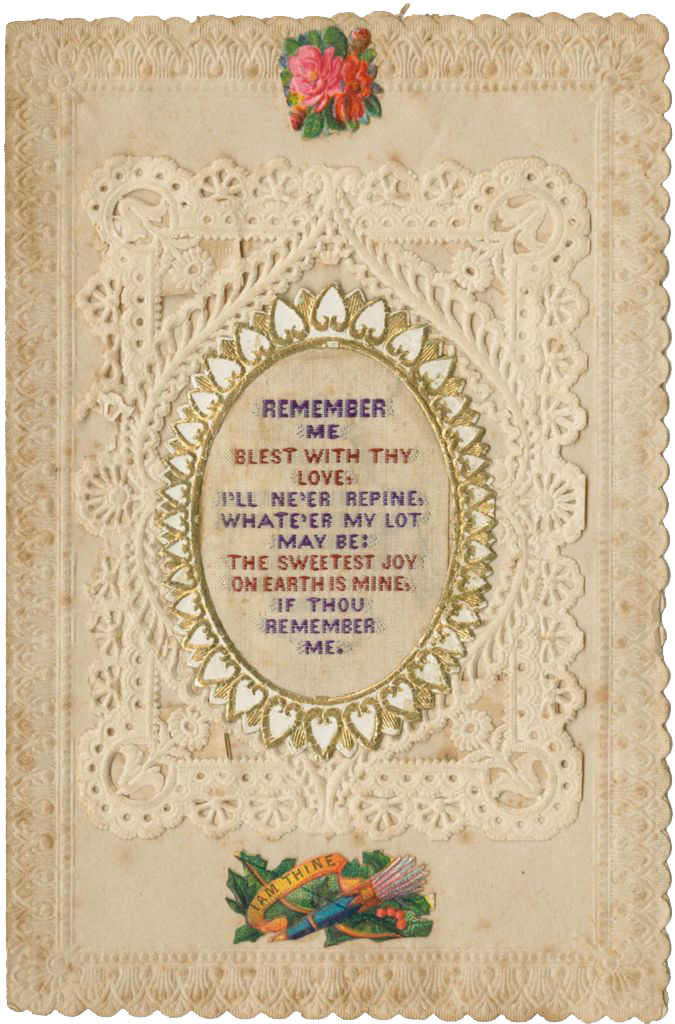 REMEMBER
ME
BLEST WITH THY
LOVE,
I'LL NE'ER REPINE,
WHATE'ER MY LOT
MAY BE:
THE SWEETEST JOY
ON EARTH IS MINE,
IF THOU
REMEMBER
ME.
I AM THINE.